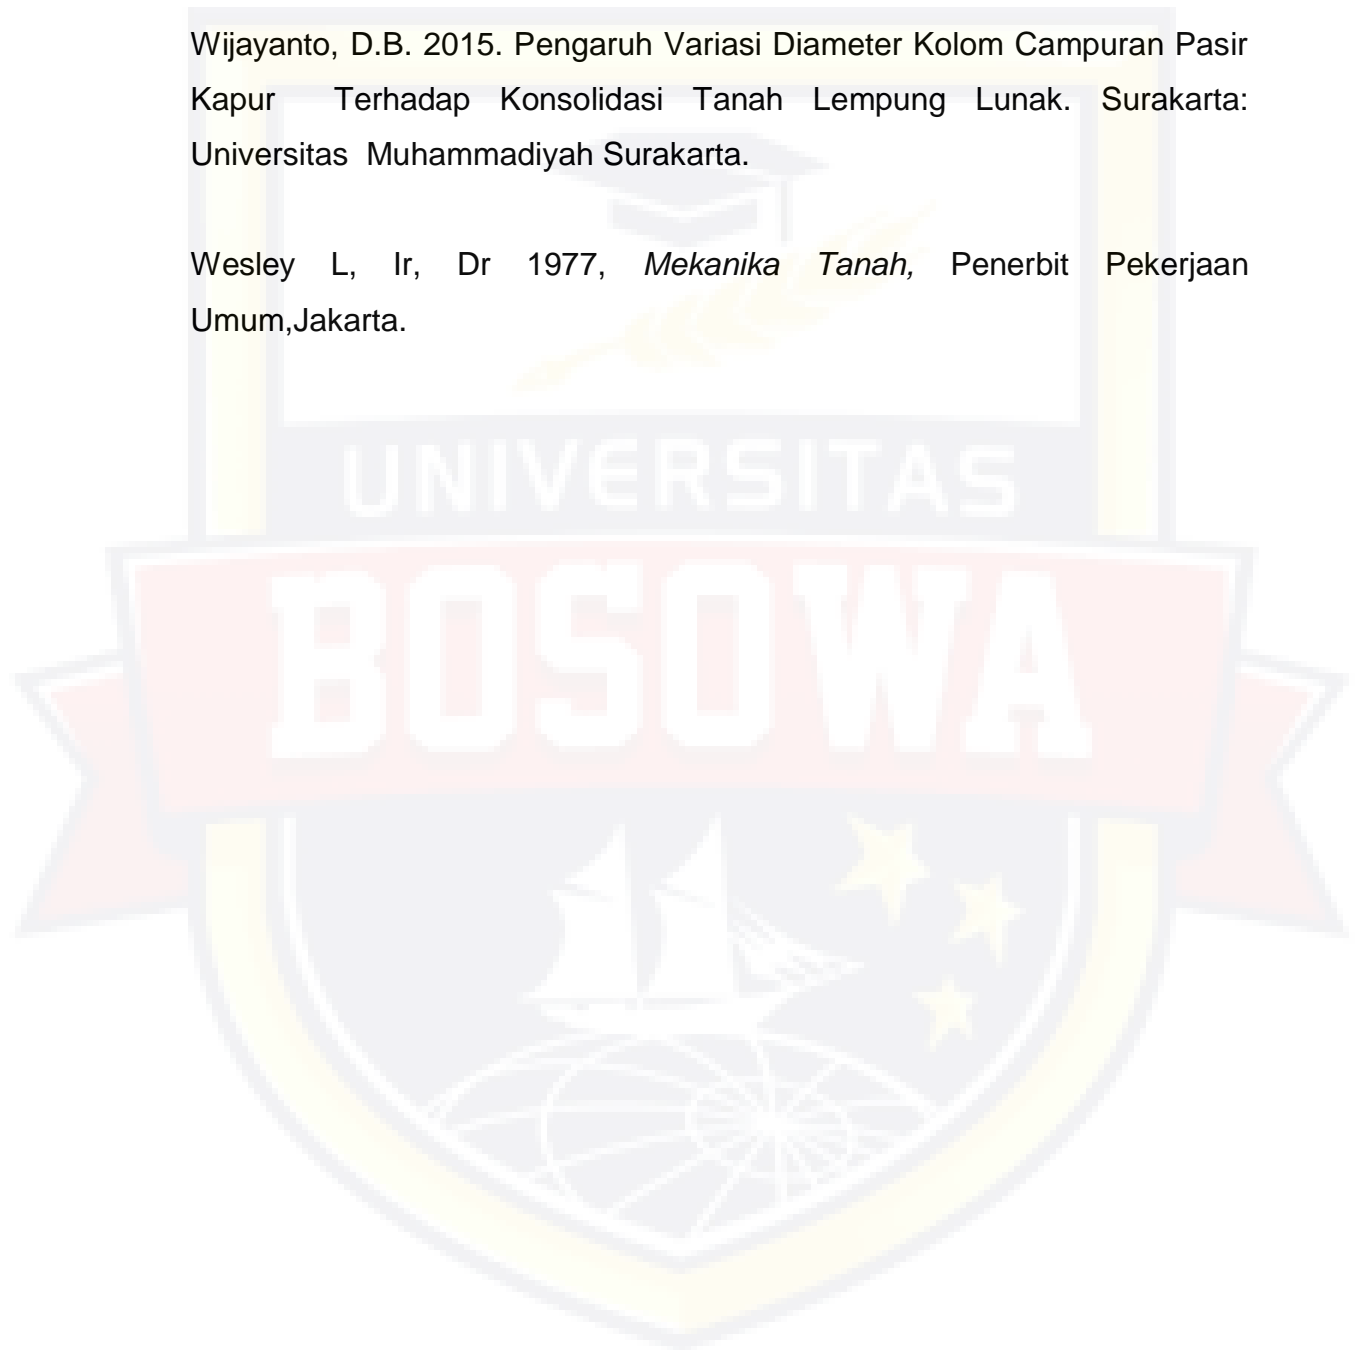 Wijayanto, D.B. 2015. Pengaruh Variasi Diameter Kolom Campuran Pasir
Kapur Terhadap Konsolidasi Tanah Lempung Lunak. Surakarta:
Universitas Muhammadiyah Surakarta.
Wesley L, Ir, Dr 1977, Mekanika Tanah, Penerbit Pekerjaan
Umum,Jakarta.
UNIVERSITAS
BOSOWA